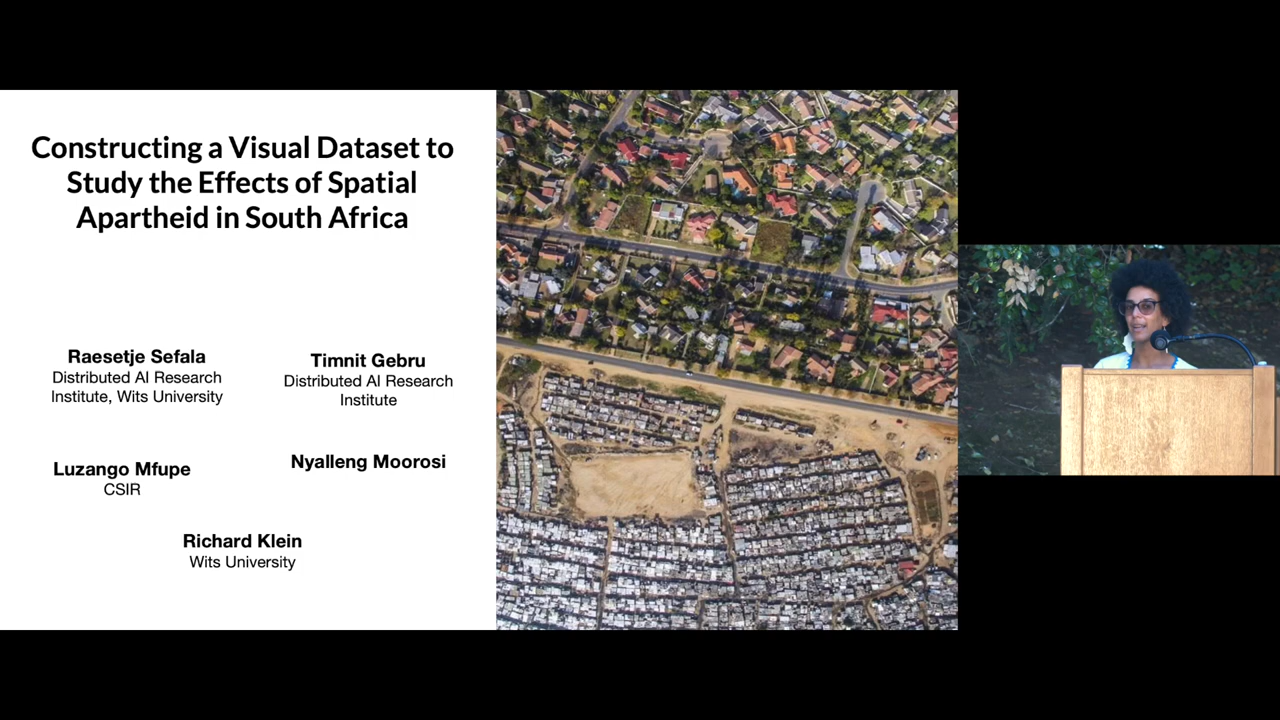 Constructing a Visual Dataset to
Study the Effects of Spatial
Apartheid in South Africa
Raesetje Sefala
Distributed AI Research
Institute, Wits University
Timnit Gebru
Distributed AI Research
Institute
Luzango Mfupe
CSIR
Nyalleng Moorosi
Richard Klein
Wits University